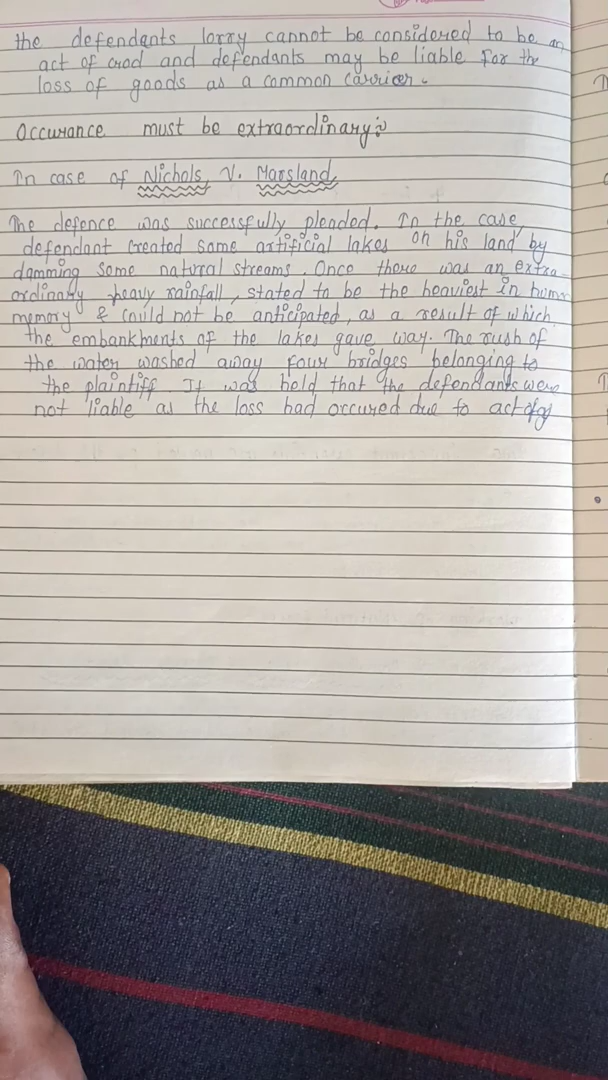 the defendants lorry cannot be considered to be an
act of God and defendants may be liable for the
loss of goods as a common carrier.
Occurance must be extraordinary:-
In case of Nichols V. Marsland,
The defence was successfully pleaded. In the case,
defendant created some artificial lakes on his land by
damming some natural streams. Once there was an extra-
ordinary heavy rainfall, stated to be the heaviest in human
memory & could not be anticipated, as a result of which
the embankments of the lakes gave way. The rush of
the water washed away four bridges belonging to
the plaintiff. It was held that the defendants were
not liable as the loss had occured due to act of god